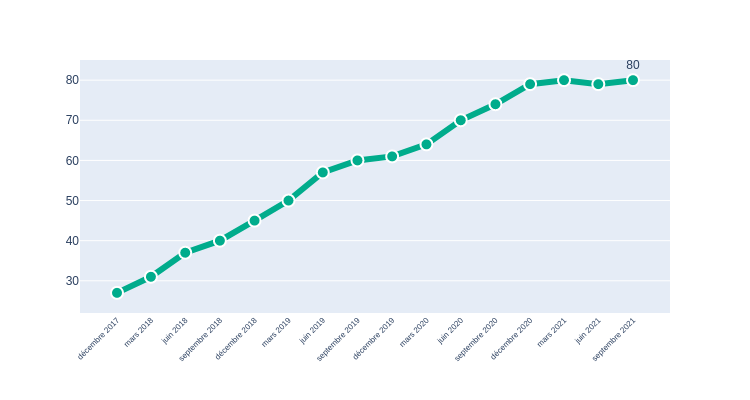 80
80
70
60
50
40
30
décembre 2017
mars 2018
juin 2018
septembre 2018
décembre 2018
mars 2019
juin 2019
septembre 2019
décembre 2019
mars 2020
juin 2020
septembre 2020
décembre 2020
mars 2021
juin 2021
septembre 2021